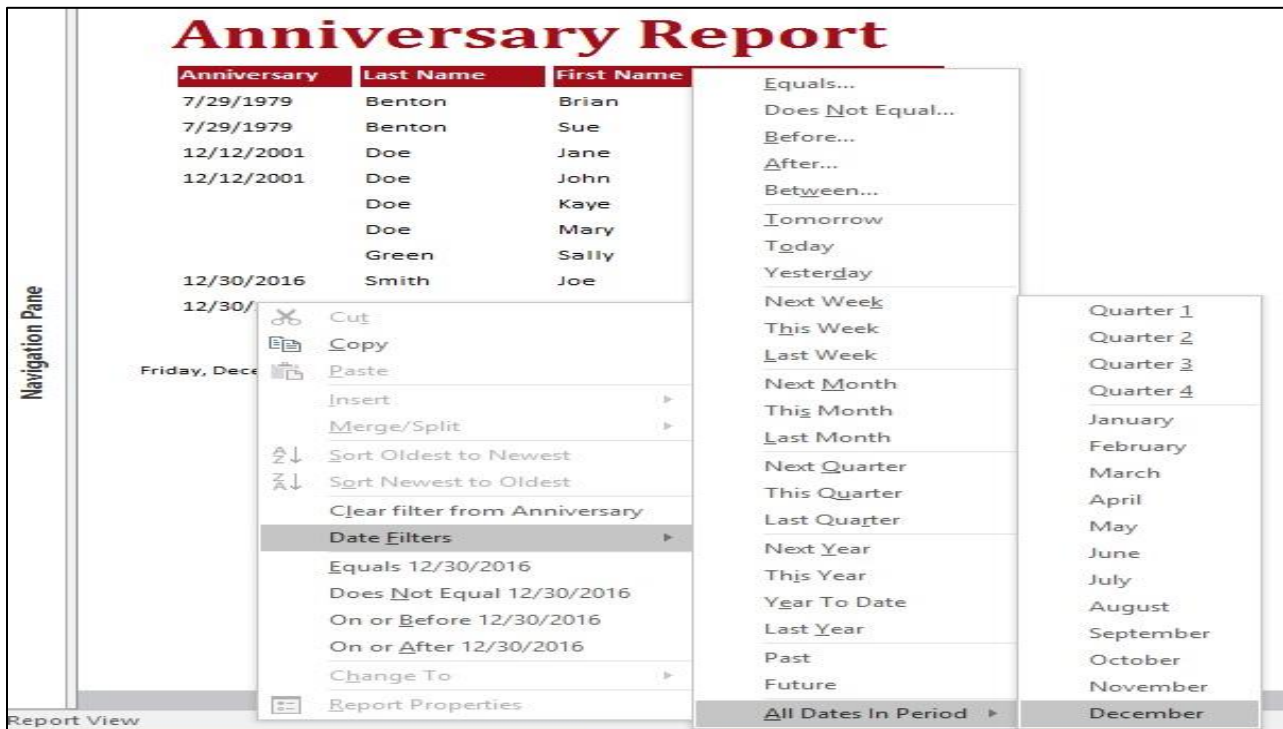 Anniversary Report
Anniversary Last Name First Name
7/29/1979 Benton Brian
7/29/1979 Benton Sue
12/12/2001 Doe Jane
12/12/2001 Doe John
Doe Kaye
Doe Mary
Green Sally
12/30/2016 Smith Joe
12/30/
Friday, Dece
Navigation Pane
Cut
Copy
Paste
Insert
Merge/Split
Sort Oldest to Newest
Sort Newest to Oldest
Clear filter from Anniversary
Date Filters
Equals 12/30/2016
Does Not Equal 12/30/2016
On or Before 12/30/2016
On or After 12/30/2016
Change To
Report Properties
Equals...
Does Not Equal...
Before...
After...
Between...
Tomorrow
Today
Yesterday
Next Week
This Week
Last Week
Next Month
This Month
Last Month
Next Quarter
This Quarter
Last Quarter
Next Year
This Year
Year To Date
Last Year
Past
Future
All Dates In Period
Quarter 1
Quarter 2
Quarter 3
Quarter 4
January
February
March
April
May
June
July
August
September
October
November
December
Report View